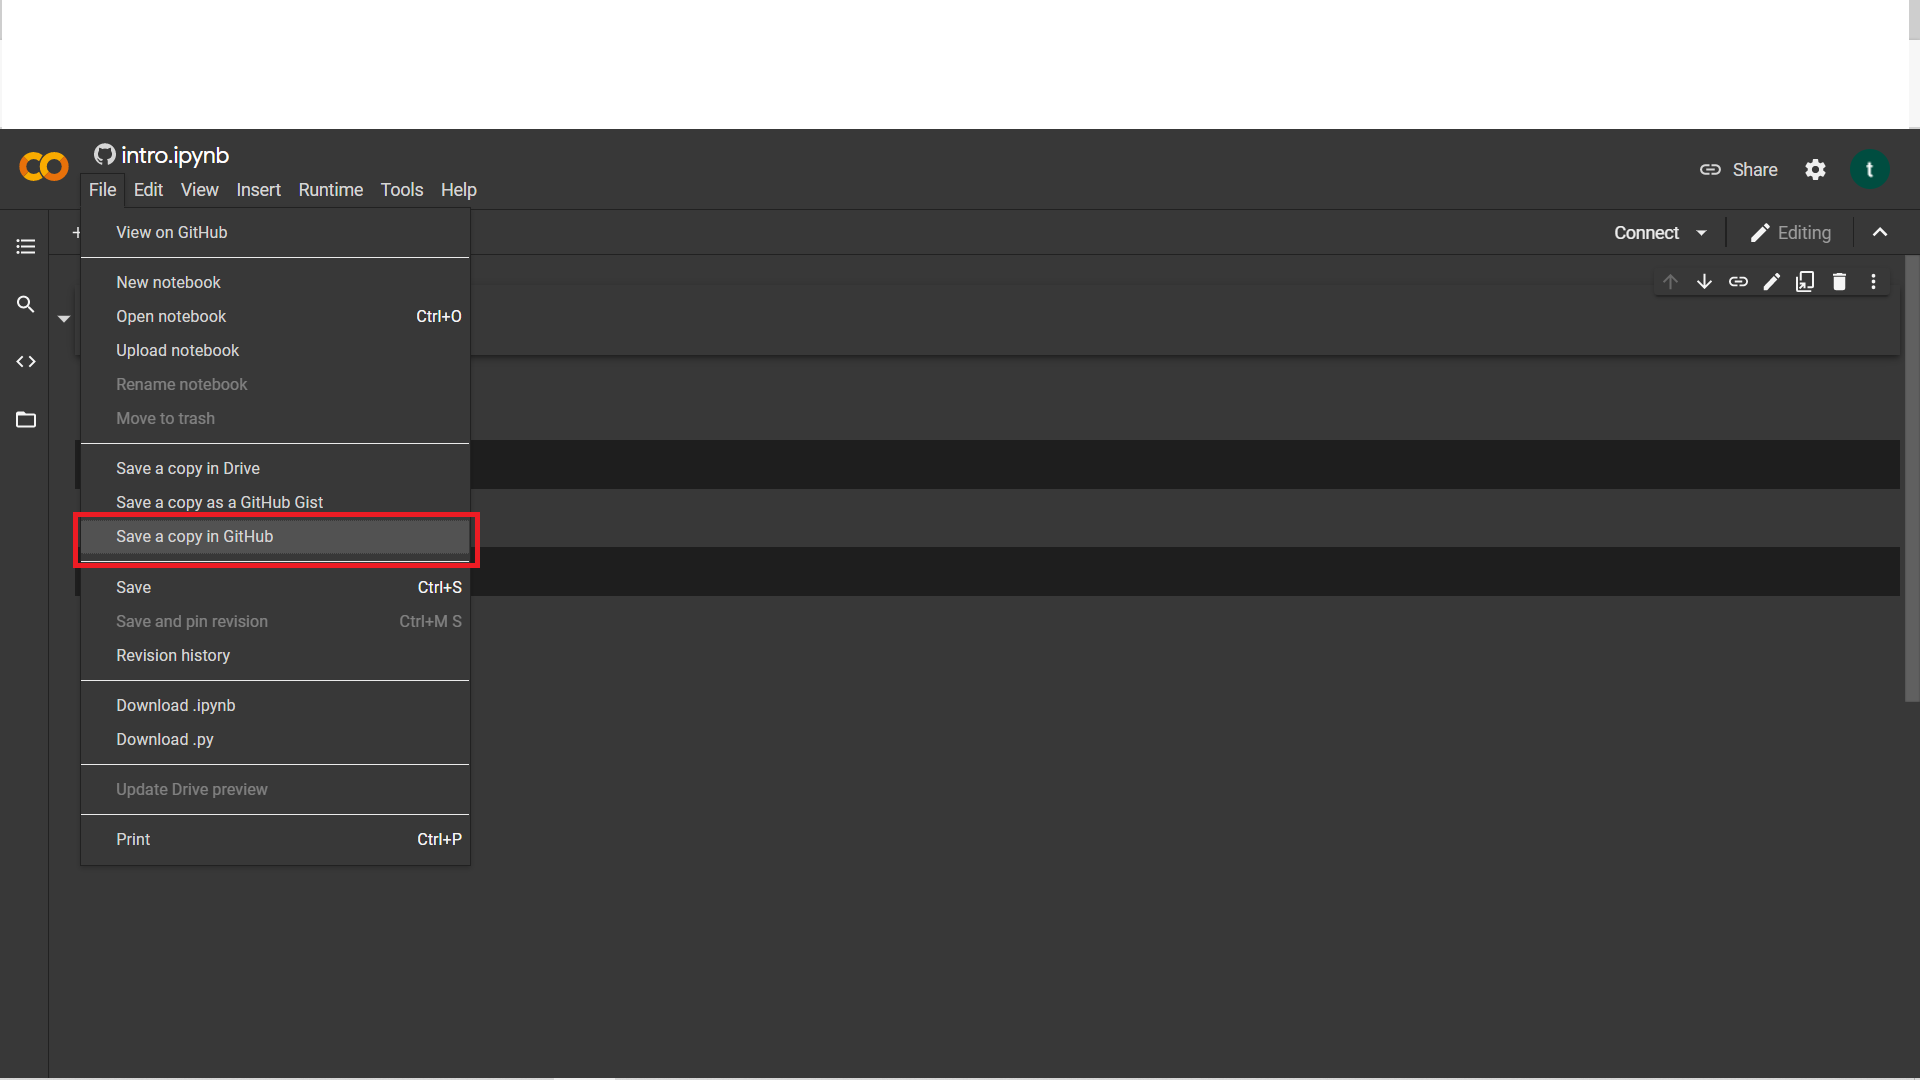 intro.ipynb
File Edit View Insert Runtime Tools Help
Share
t
Connect
Editing
View on GitHub
New notebook
Open notebook Ctrl+O
Upload notebook
Rename notebook
Move to trash
Save a copy in Drive
Save a copy as a GitHub Gist
Save a copy in GitHub
Save Ctrl+S
Save and pin revision Ctrl+M S
Revision history
Download .ipynb
Download .py
Update Drive preview
Print Ctrl+P